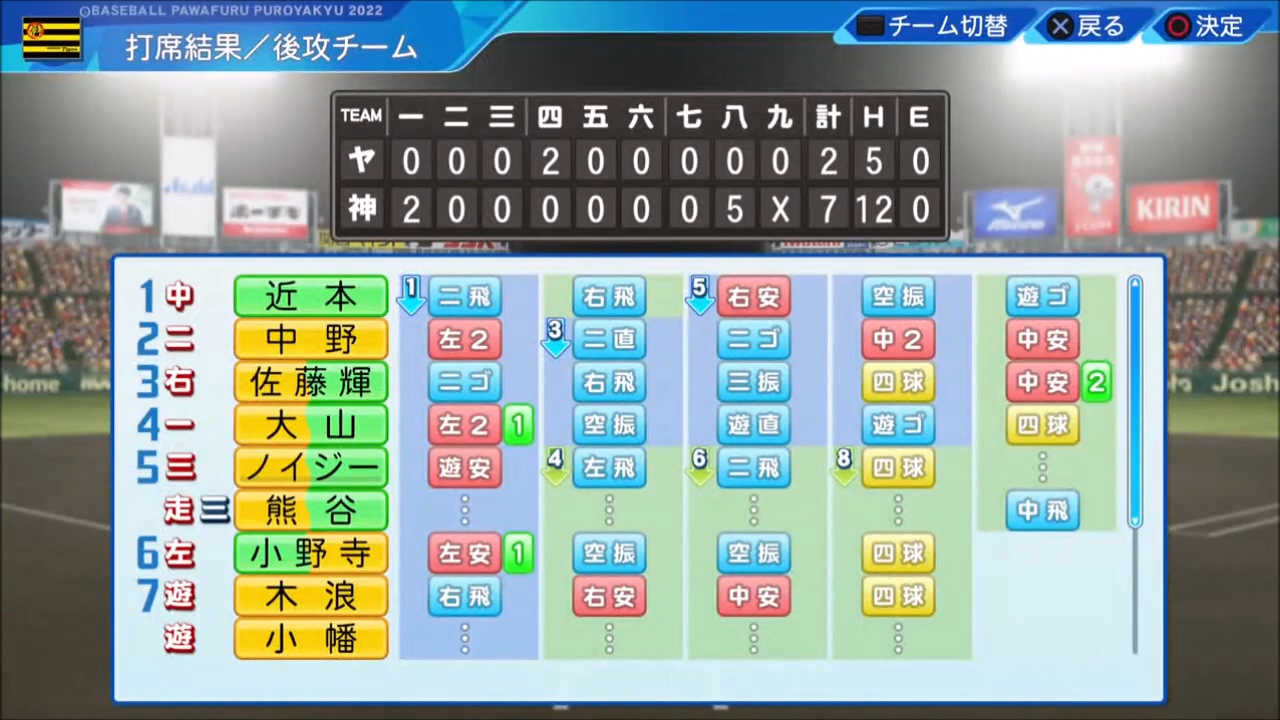 ©BASEBALL PAWAFURU PUROYAKYU 2022
打席結果／後攻チーム
チーム切替 戻る 決定
TEAM 一 二 三 四 五 六 七 八 九 計 H E
ヤ 0 0 0 2 0 0 0 0 0 2 5 0
神 2 0 0 0 0 0 0 5 X 7 12 0
KIRIN
1 中 近本 1 二飛 右飛 5 右安 空振 遊ゴ
2 二 中野 左2 3 二直 二ゴ 中2 中安
3 右 佐藤輝 二ゴ 右飛 三振 四球 中安 2
4 一 大山 左2 1 空振 遊直 遊ゴ 四球
5 三 ノイジー 遊安 4 左飛 6 二飛 8 四球
走 三 熊谷 中飛
6 左 小野寺 左安 1 空振 空振 四球
7 遊 木浪 右飛 右安 中安 四球
遊 小幡
home
Josh